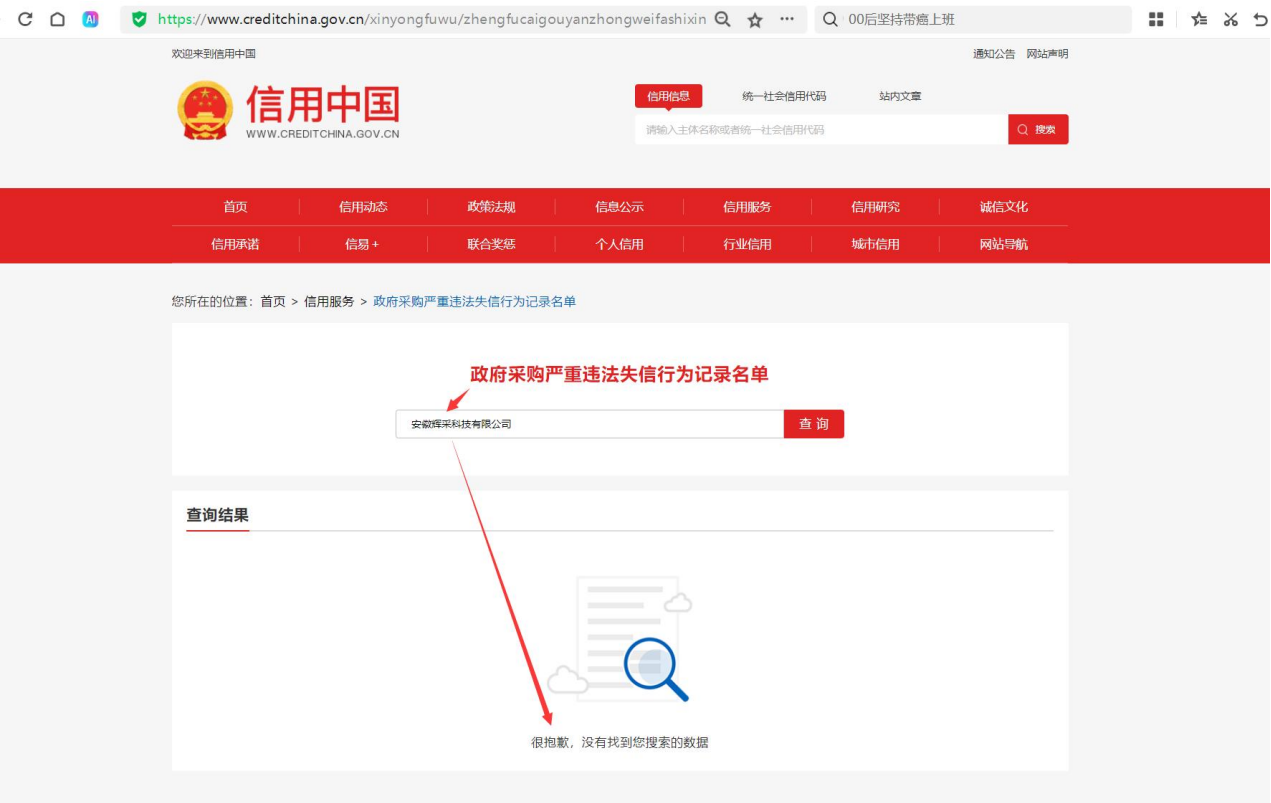 AI
https://www.creditchina.gov.cn/xinyongfuwu/zhengfucaigouyanzhongweifashixin
00后坚持带瘾上班
欢迎来到信用中国
通知公告 网站声明
信用中国
WWW.CREDITCHINA.GOV.CN
信用信息 统一社会信用代码 站内文章
请输入主体名称或者统一社会信用代码
搜索
首页 信用动态 政策法规 信息公示 信用服务 信用研究 诚信文化
信用承诺 信易+ 联合奖惩 个人信用 行业信用 城市信用 网站导航
您所在的位置：首页 > 信用服务 > 政府采购严重违法失信行为记录名单
政府采购严重违法失信行为记录名单
安徽辉采科技有限公司
查询
查询结果
很抱歉，没有找到您搜索的数据